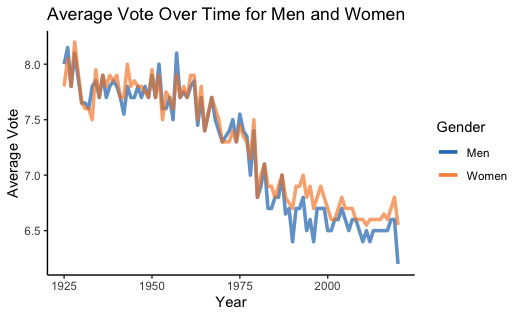 Average Vote Over Time for Men and Women
8.0
7.5
7.0
6.5
Average Vote
1925
1950
1975
2000
Year
Gender
Men
Women